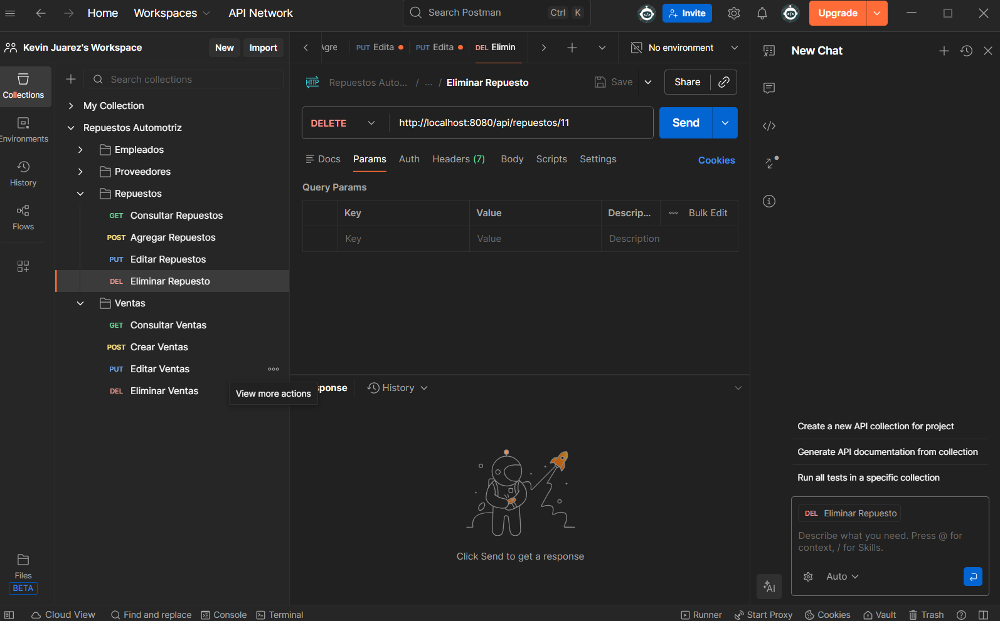 Home Workspaces API Network Search Postman Ctrl K Invite Upgrade
Kevin Juarez's Workspace New Import
Agre PUT Edita PUT Edita DEL Elimin No environment
New Chat
Collections
Environments
History
Flows
Files
BETA
Search collections
My Collection
Repuestos Automotriz
Empleados
Proveedores
Repuestos
GET Consultar Repuestos
POST Agregar Repuestos
PUT Editar Repuestos
DEL Eliminar Repuesto
Ventas
GET Consultar Ventas
POST Crear Ventas
PUT Editar Ventas
DEL Eliminar Ventas
View more actions
HTTP Repuestos Auto... / ... / Eliminar Repuesto Save Share
DELETE http://localhost:8080/api/repuestos/11 Send
Docs Params Auth Headers (7) Body Scripts Settings Cookies
Query Params
Key Value Descrip... Bulk Edit
Key Value Description
sponse History
Click Send to get a response
Create a new API collection for project
Generate API documentation from collection
Run all tests in a specific collection
DEL Eliminar Repuesto
Describe what you need. Press @ for
context, / for Skills.
Auto
AI
Cloud View Find and replace Console Terminal Runner Start Proxy Cookies Vault Trash